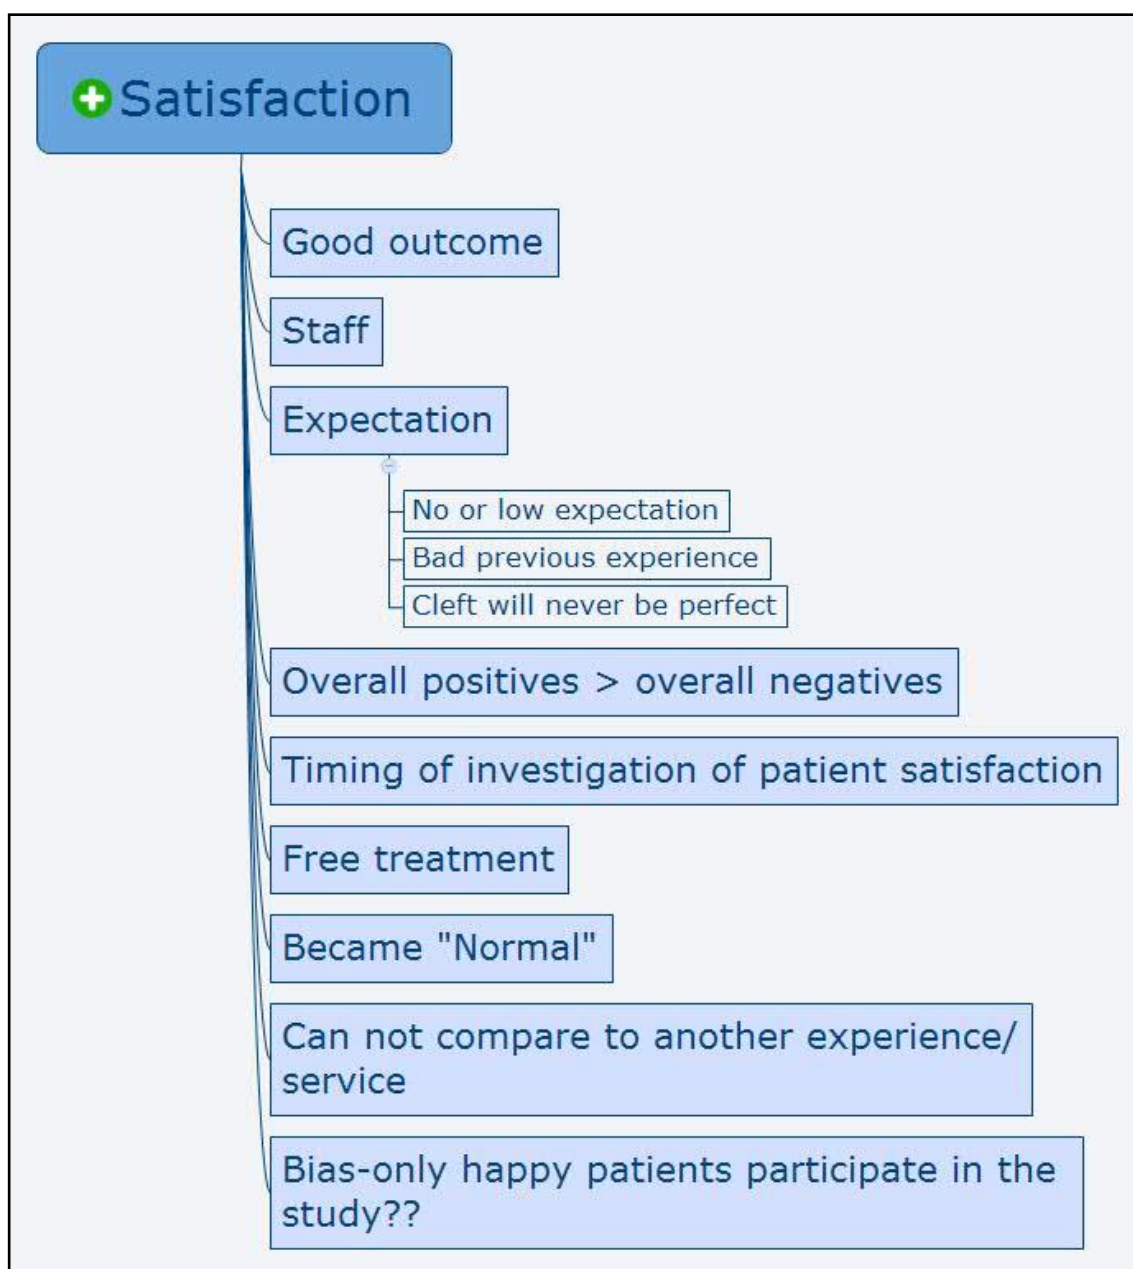 Satisfaction
Good outcome
Staff
Expectation
No or low expectation
Bad previous experience
Cleft will never be perfect
Overall positives > overall negatives
Timing of investigation of patient satisfaction
Free treatment
Became "Normal"
Can not compare to another experience/
service
Bias-only happy patients participate in the
study??